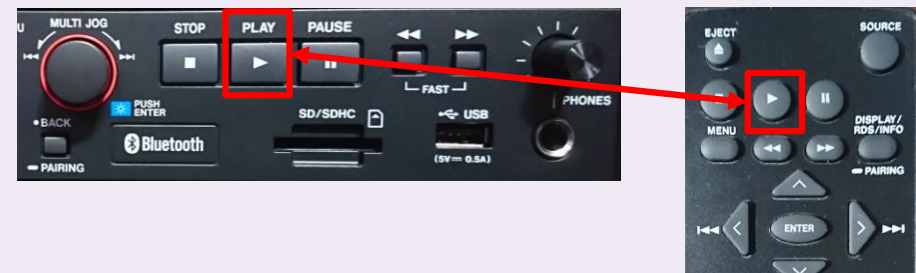 U
MULTI JOG
STOP
PLAY
PAUSE
FAST
PHONES
PUSH
ENTER
•BACK
Bluetooth
SD/SDHC
USB
(5V⎓ 0.5A)
PAIRING
EJECT
SOURCE
MENU
DISPLAY/
RDS/INFO
PAIRING
ENTER